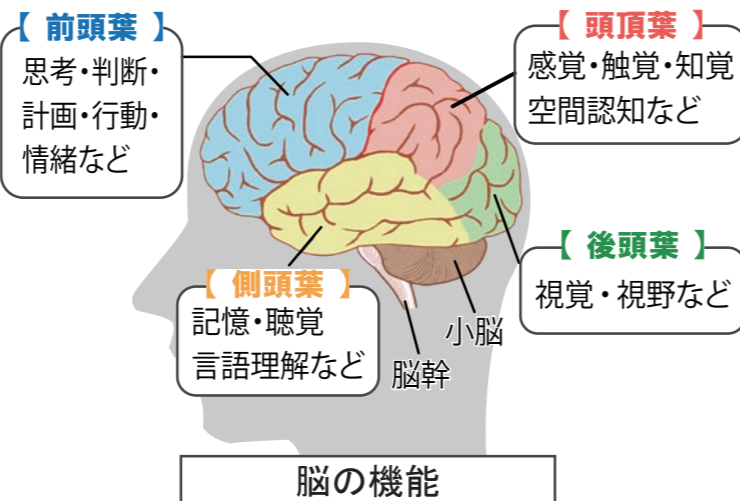 【 前頭葉 】
思考・判断・
計画・行動・
情緒など
【 頭頂葉 】
感覚・触覚・知覚
空間認知など
【 後頭葉 】
視覚・視野など
【 側頭葉 】
記憶・聴覚
言語理解など
小脳
脳幹
脳の機能